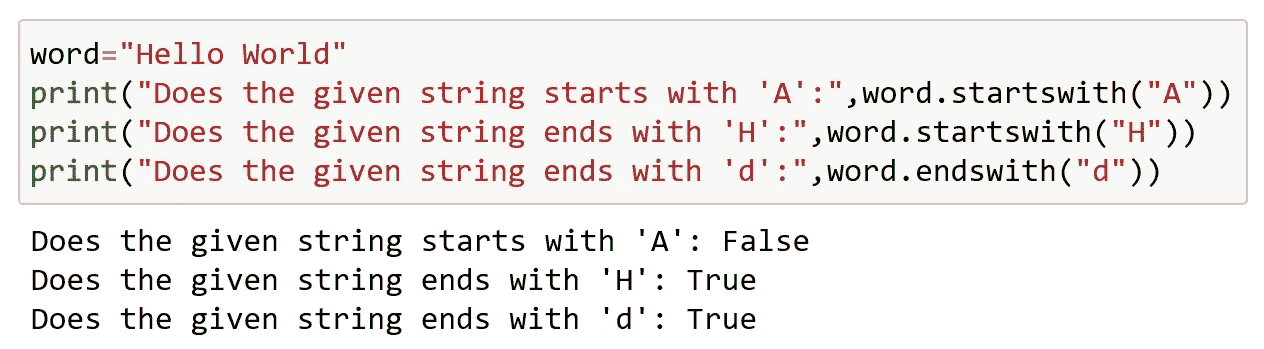 word="Hello World"
print("Does the given string starts with 'A':",word.startswith("A"))
print("Does the given string ends with 'H':",word.startswith("H"))
print("Does the given string ends with 'd':",word.endswith("d"))
Does the given string starts with 'A': False
Does the given string ends with 'H': True
Does the given string ends with 'd': True